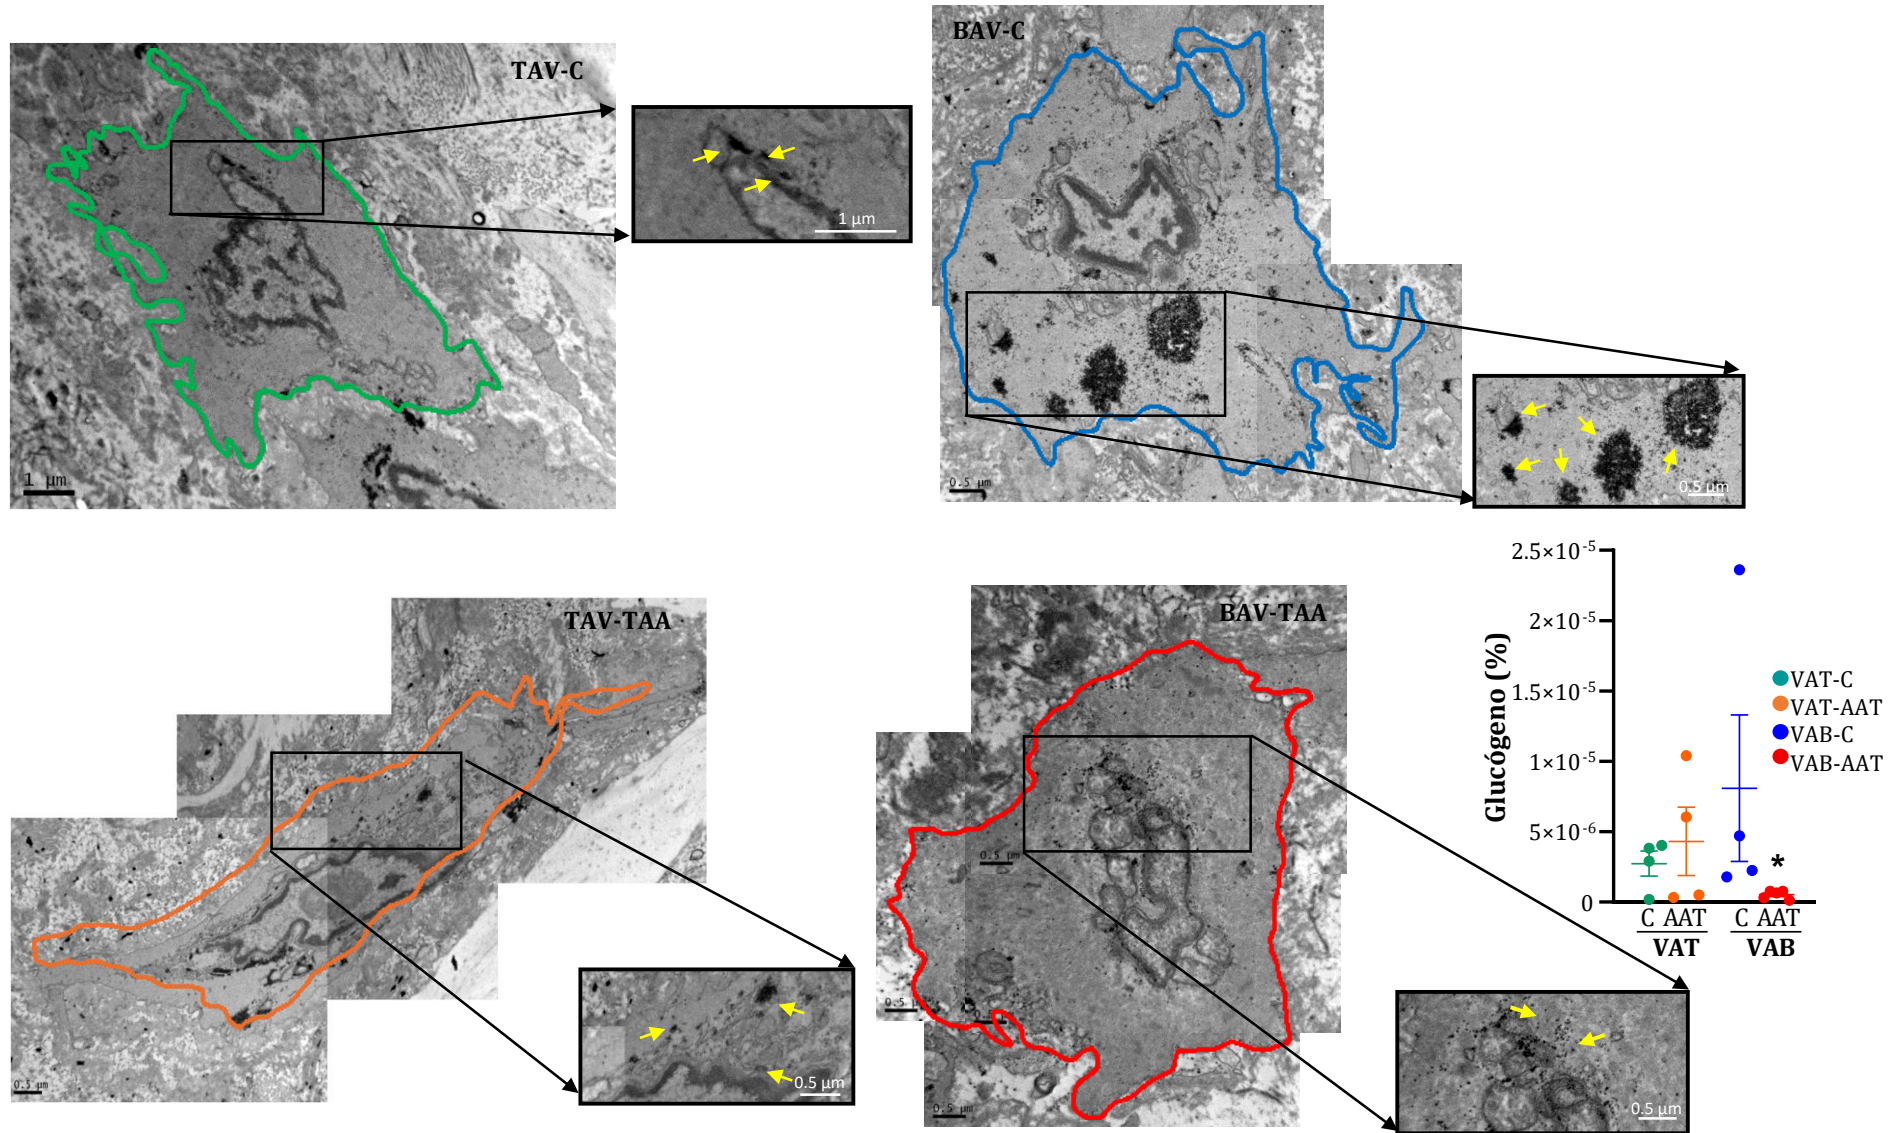 TAV-C
1 µm
1 µm
BAV-C
0.5 µm
0.5 µm
TAV-TAA
0.5 µm
0.5 µm
BAV-TAA
0.5 µm
0.5 µm
0.5 µm
0.5 µm
Glucógeno (%)
2.5×10⁻⁵
2×10⁻⁵
1.5×10⁻⁵
1×10⁻⁵
5×10⁻⁶
0
*
C AAT C AAT
VAT VAB
VAT-C
VAT-AAT
VAB-C
VAB-AAT